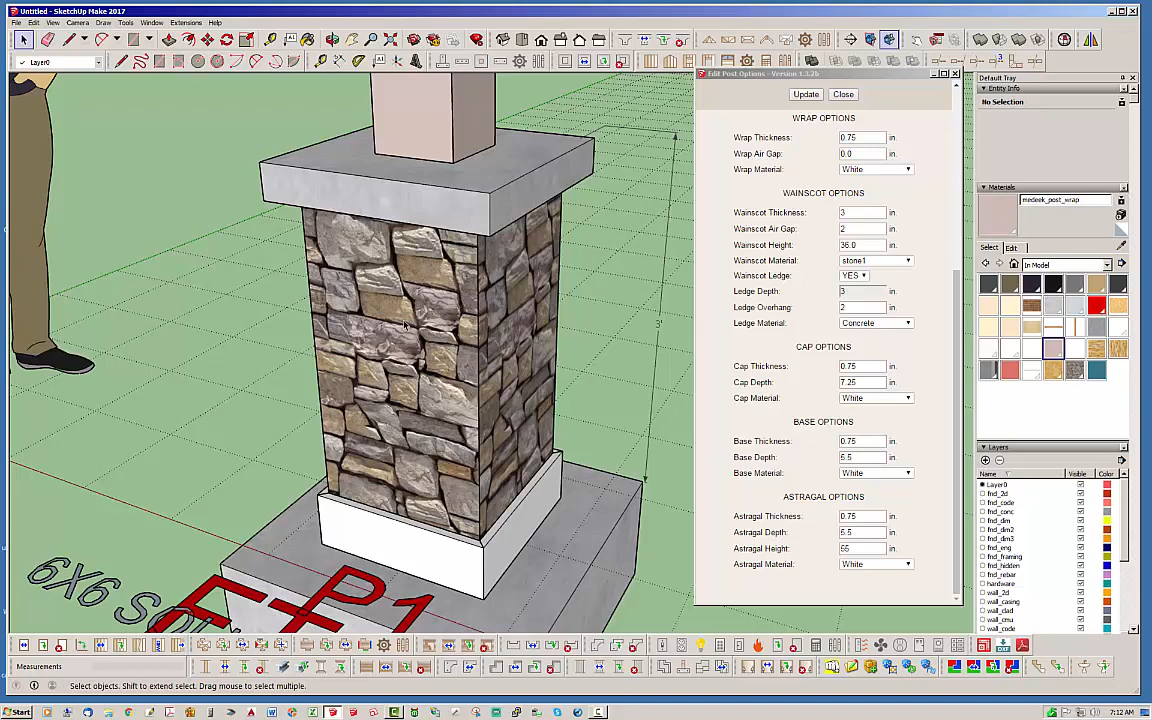 Untitled - SketchUp Make 2017
File Edit View Camera Draw Tools Window Extensions Help
Layer0
Edit Post Options - Version 1.3.2b
Update Close
WRAP OPTIONS
Wrap Thickness: 0.75 in.
Wrap Air Gap: 0.0 in.
Wrap Material: White
WAINSCOT OPTIONS
Wainscot Thickness: 3 in.
Wainscot Air Gap: 2 in.
Wainscot Height: 36.0 in.
Wainscot Material: stone1
Wainscot Ledge: YES
Ledge Depth: 3 in.
Ledge Overhang: 2 in.
Ledge Material: Concrete
CAP OPTIONS
Cap Thickness: 0.75 in.
Cap Depth: 7.25 in.
Cap Material: White
BASE OPTIONS
Base Thickness: 0.75 in.
Base Depth: 5.5 in.
Base Material: White
ASTRAGAL OPTIONS
Astragal Thickness: 0.75 in.
Astragal Depth: 5.5 in.
Astragal Height: 55 in.
Astragal Material: White
Default Tray
Entity Info
No Selection
Materials
medeek_post_wrap
Select Edit
In Model
Layers
Name Visible Color
Layer0
fnd_2d
fnd_code
fnd_conc
fnd_dim
fnd_dim2
fnd_dim3
fnd_eng
fnd_framing
fnd_hidden
fnd_rebar
hardware
wall_2d
wall_casing
wall_clad
wall_cmu
wall_code
3'
6X6
P1
Measurements
Select objects. Shift to extend select. Drag mouse to select multiple.
Start
7:12 AM